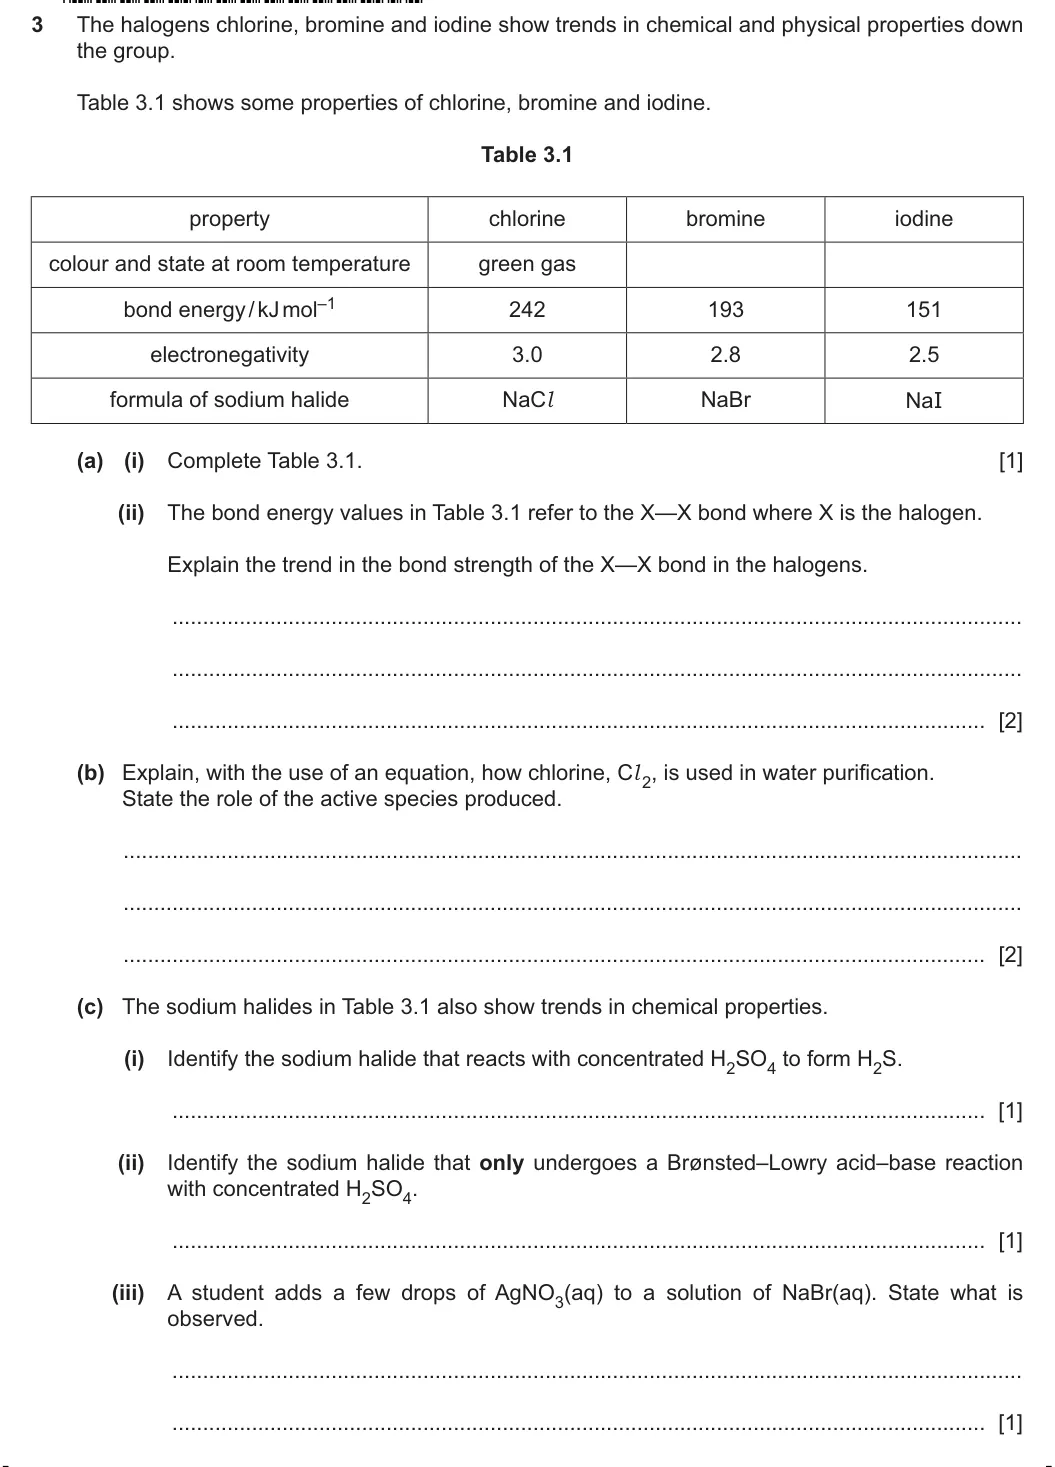 3 The halogens chlorine, bromine and iodine show trends in chemical and physical properties down
the group.
Table 3.1 shows some properties of chlorine, bromine and iodine.
Table 3.1
property chlorine bromine iodine
colour and state at room temperature green gas
bond energy / kJ mol⁻¹ 242 193 151
electronegativity 3.0 2.8 2.5
formula of sodium halide NaCl NaBr NaI
(a) (i) Complete Table 3.1. [1]
(ii) The bond energy values in Table 3.1 refer to the X—X bond where X is the halogen.
Explain the trend in the bond strength of the X—X bond in the halogens.
[2]
(b) Explain, with the use of an equation, how chlorine, Cl₂, is used in water purification.
State the role of the active species produced.
[2]
(c) The sodium halides in Table 3.1 also show trends in chemical properties.
(i) Identify the sodium halide that reacts with concentrated H₂SO₄ to form H₂S.
[1]
(ii) Identify the sodium halide that only undergoes a Brønsted–Lowry acid–base reaction
with concentrated H₂SO₄.
[1]
(iii) A student adds a few drops of AgNO₃(aq) to a solution of NaBr(aq). State what is
observed.
[1]